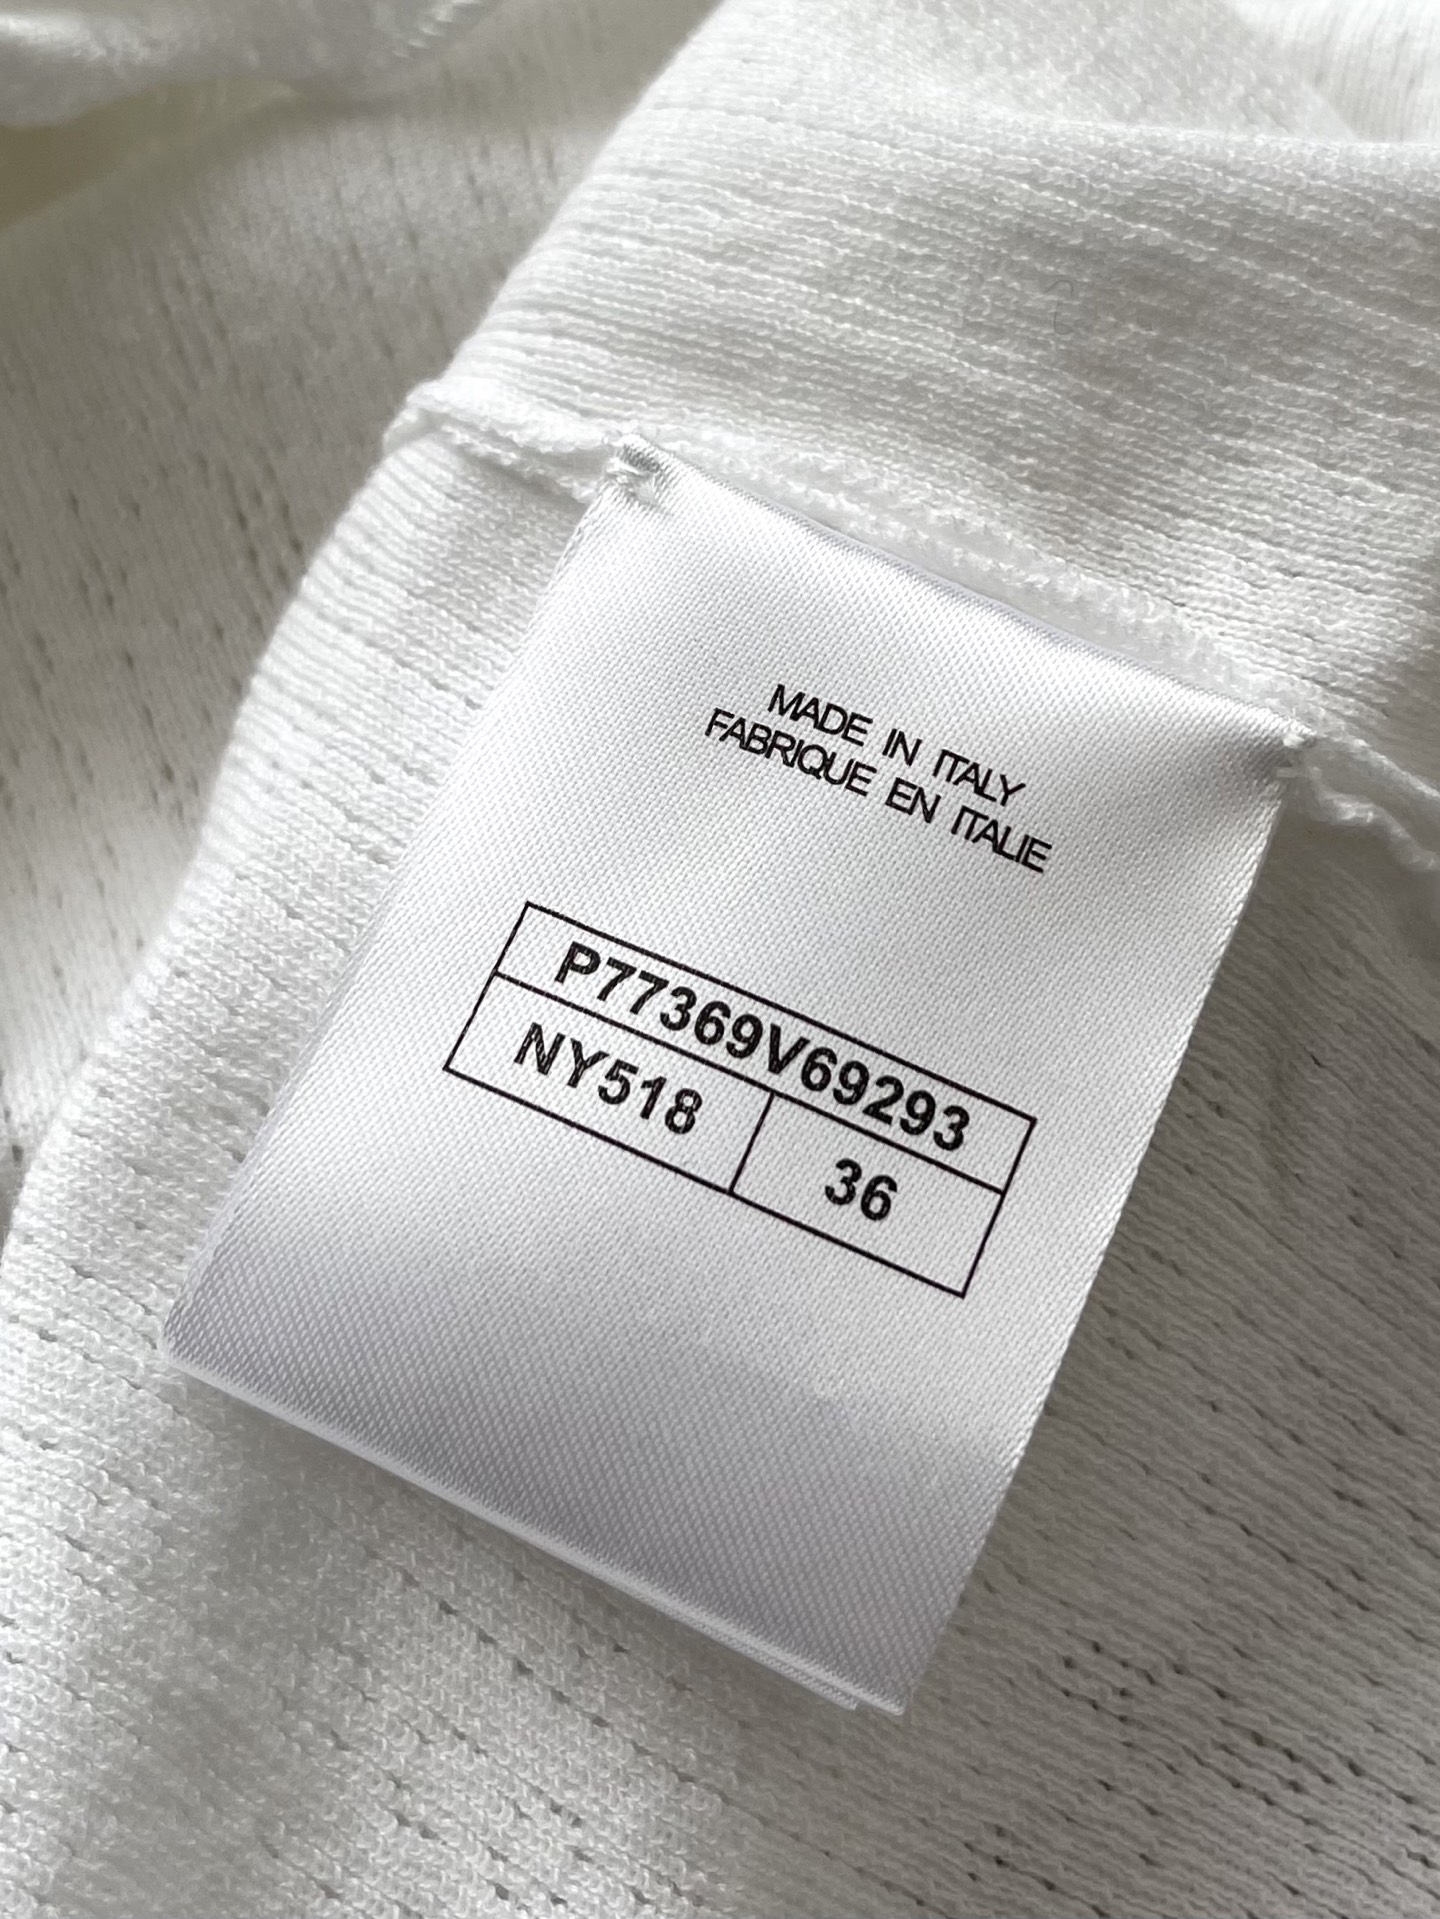 MADE IN ITALY
FABRIQUE EN ITALIE
P77369V69293
NY518 36